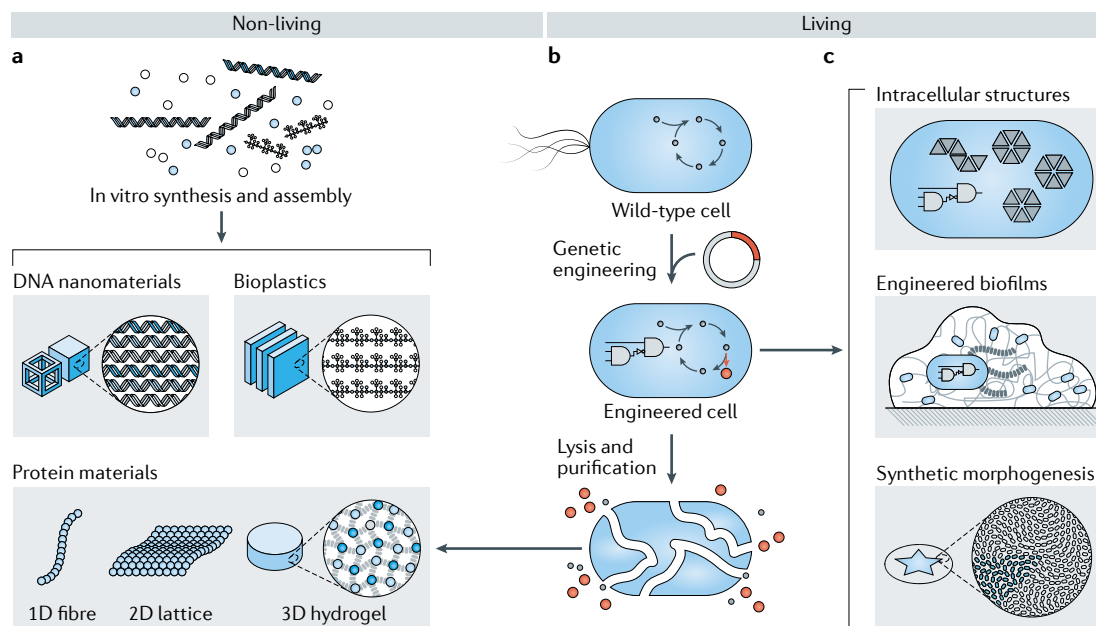 Non-living
Living
a
In vitro synthesis and assembly
DNA nanomaterials
Bioplastics
Protein materials
1D fibre
2D lattice
3D hydrogel
b
Wild-type cell
Genetic
engineering
Engineered cell
Lysis and
purification
c
Intracellular structures
Engineered biofilms
Synthetic morphogenesis